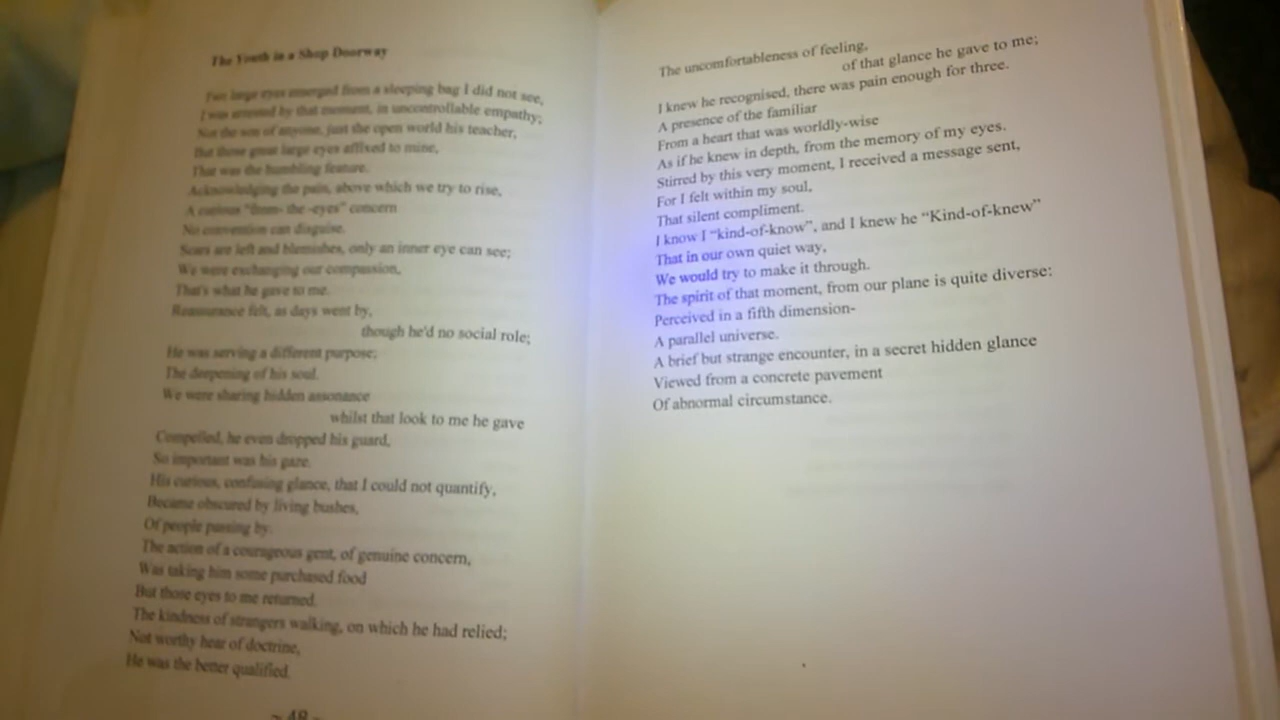 The Youth in a Shop Doorway
Two large eyes emerged from a sleeping bag I did not see,
I was arrested by that moment, in uncontrollable empathy;
Not the son of anyone, just the open world his teacher,
But those great large eyes affixed to mine,
That was the humbling feature.
Acknowledging the pain, above which we try to rise,
A curious "from- the -eyes" concern
No convention can disguise.
Scars are left and blemishes, only an inner eye can see;
We were exchanging our compassion,
That's what he gave to me.
Reassurance felt, as days went by,
though he'd no social role;
He was serving a different purpose;
The deepening of his soul.
We were sharing hidden assonance
whilst that look to me he gave
Compelled, he even dropped his guard,
So important was his gaze.
His curious, confusing glance, that I could not quantify,
Became obscured by living bushes,
Of people passing by.
The action of a courageous gent, of genuine concern,
Was taking him some purchased food
But those eyes to me returned.
The kindness of strangers walking, on which he had relied;
Not worthy hear of doctrine,
He was the better qualified.
~ 49 ~
The uncomfortableness of feeling,
of that glance he gave to me;
I knew he recognised, there was pain enough for three.
A presence of the familiar
From a heart that was worldly-wise
As if he knew in depth, from the memory of my eyes.
Stirred by this very moment, I received a message sent,
For I felt within my soul,
That silent compliment.
I know I "kind-of-know", and I knew he "Kind-of-knew"
That in our own quiet way,
We would try to make it through.
The spirit of that moment, from our plane is quite diverse:
Perceived in a fifth dimension-
A parallel universe.
A brief but strange encounter, in a secret hidden glance
Viewed from a concrete pavement
Of abnormal circumstance.